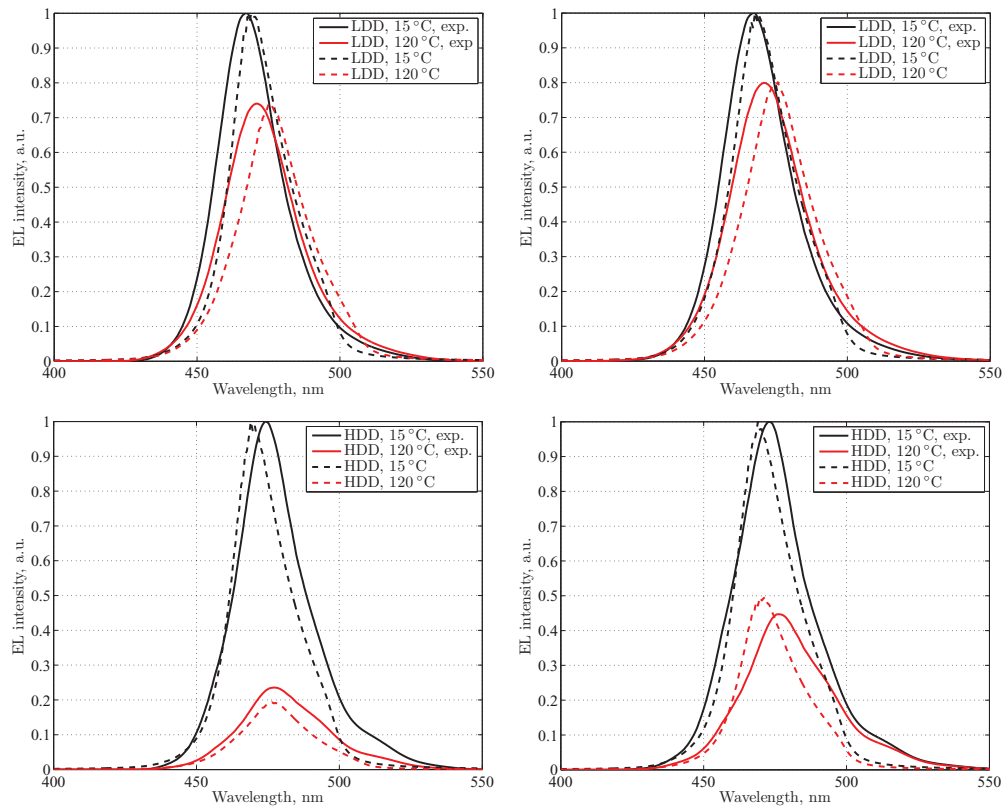 LDD, 15 °C, exp.
LDD, 120 °C, exp
LDD, 15 °C
LDD, 120 °C
EL intensity, a.u.
1
0.9
0.8
0.7
0.6
0.5
0.4
0.3
0.2
0.1
0
400
450
500
550
Wavelength, nm
LDD, 15 °C, exp.
LDD, 120 °C, exp
LDD, 15 °C
LDD, 120 °C
EL intensity, a.u.
1
0.9
0.8
0.7
0.6
0.5
0.4
0.3
0.2
0.1
0
400
450
500
550
Wavelength, nm
HDD, 15 °C, exp.
HDD, 120 °C, exp.
HDD, 15 °C
HDD, 120 °C
EL intensity, a.u.
1
0.9
0.8
0.7
0.6
0.5
0.4
0.3
0.2
0.1
0
400
450
500
550
Wavelength, nm
HDD, 15 °C, exp.
HDD, 120 °C, exp.
HDD, 15 °C
HDD, 120 °C
EL intensity, a.u.
1
0.9
0.8
0.7
0.6
0.5
0.4
0.3
0.2
0.1
0
400
450
500
550
Wavelength, nm